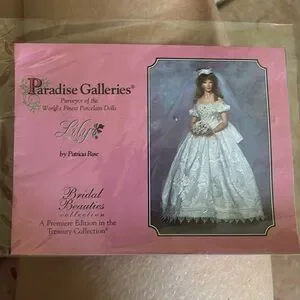 Paradise Galleries®
Purveyor of the
World's Finest Porcelain Dolls
Lily
by Patricia Rose
Bridal
Beauties
collection
A Premiere Edition in the
Treasury Collection®